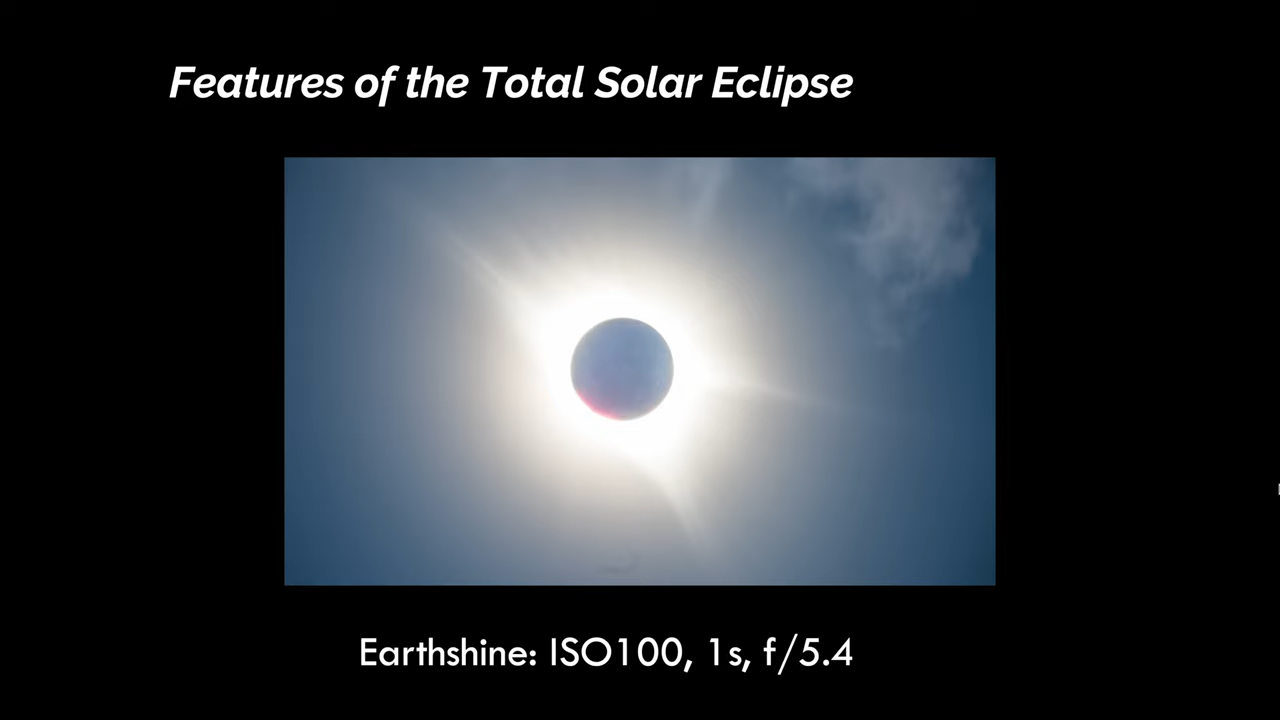 Features of the Total Solar Eclipse
Earthshine: ISO100, 1s, f/5.4